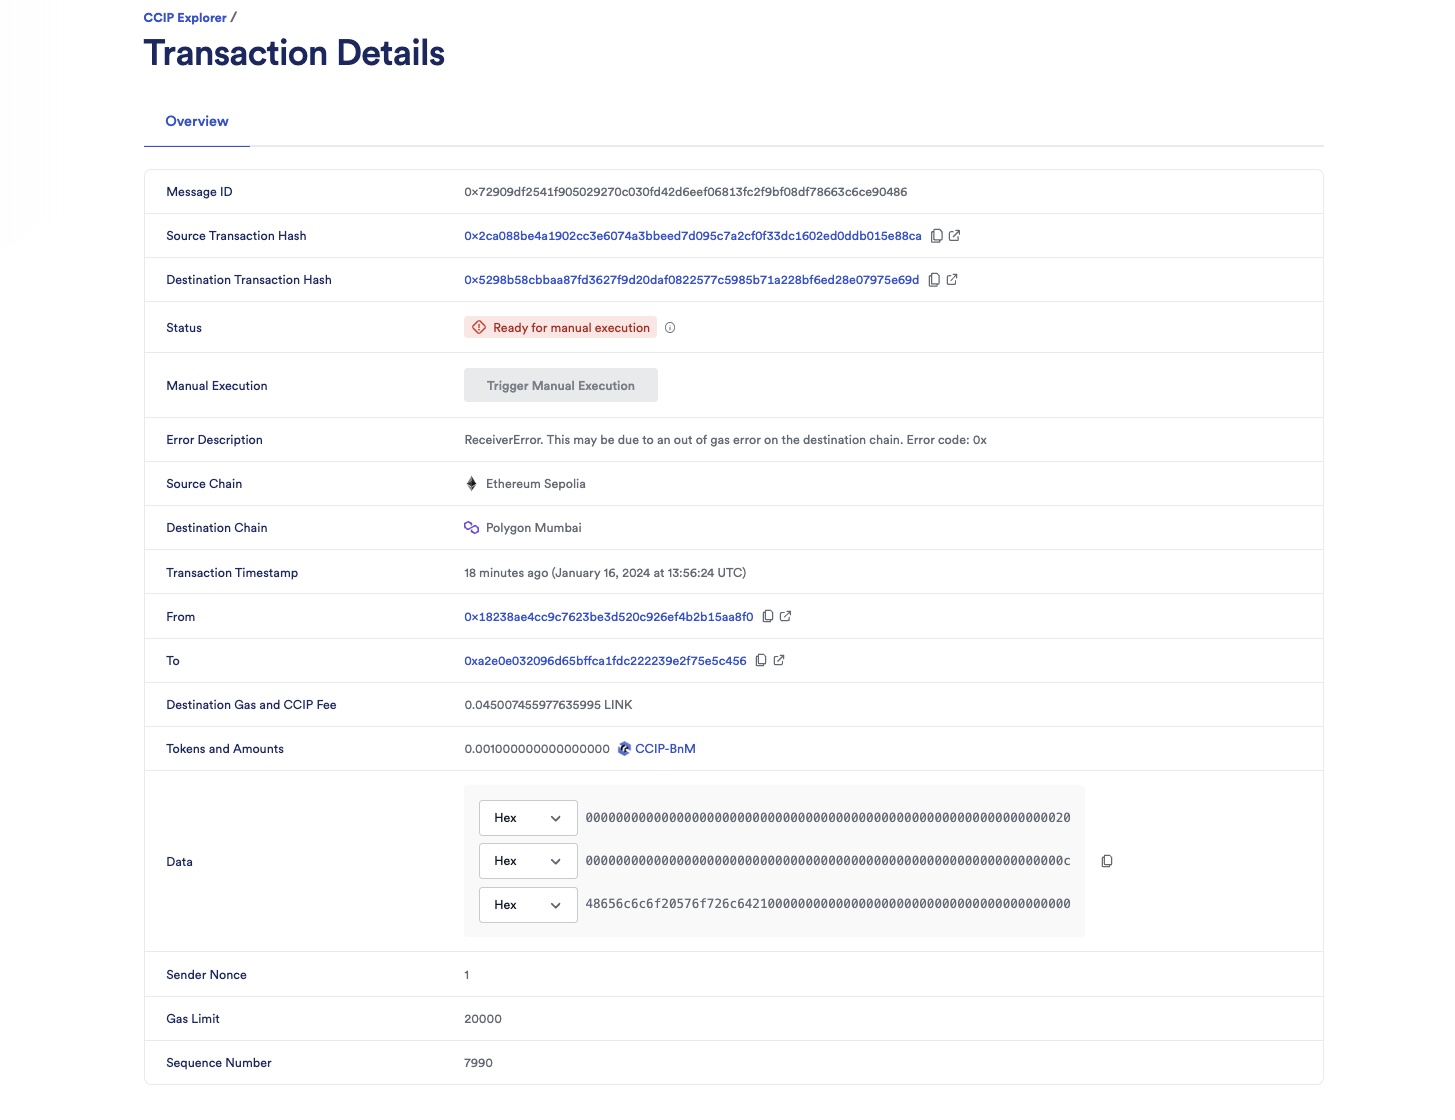 CCIP Explorer /
Transaction Details
Overview
Message ID 0x72909df2541f905029270c030fd42d6eef06813fc2f9bf08df78663c6ce90486
Source Transaction Hash 0x2ca088be4a1902cc3e6074a3bbeed7d095c7a2cf0f33dc1602ed0ddb015e88ca
Destination Transaction Hash 0x5298b58cbbaa87fd3627f9d20daf0822577c5985b71a228bf6ed28e07975e69d
Status Ready for manual execution
Manual Execution Trigger Manual Execution
Error Description ReceiverError. This may be due to an out of gas error on the destination chain. Error code: 0x
Source Chain Ethereum Sepolia
Destination Chain Polygon Mumbai
Transaction Timestamp 18 minutes ago (January 16, 2024 at 13:56:24 UTC)
From 0x18238ae4cc9c7623be3d520c926ef4b2b15aa8f0
To 0xa2e0e032096d65bffca1fdc222239e2f75e5c456
Destination Gas and CCIP Fee 0.045007455977635995 LINK
Tokens and Amounts 0.001000000000000000 CCIP-BnM
Hex 0000000000000000000000000000000000000000000000000000000000000020
Data Hex 000000000000000000000000000000000000000000000000000000000000000c
Hex 48656c6c6f20576f726c64210000000000000000000000000000000000000000
Sender Nonce 1
Gas Limit 20000
Sequence Number 7990